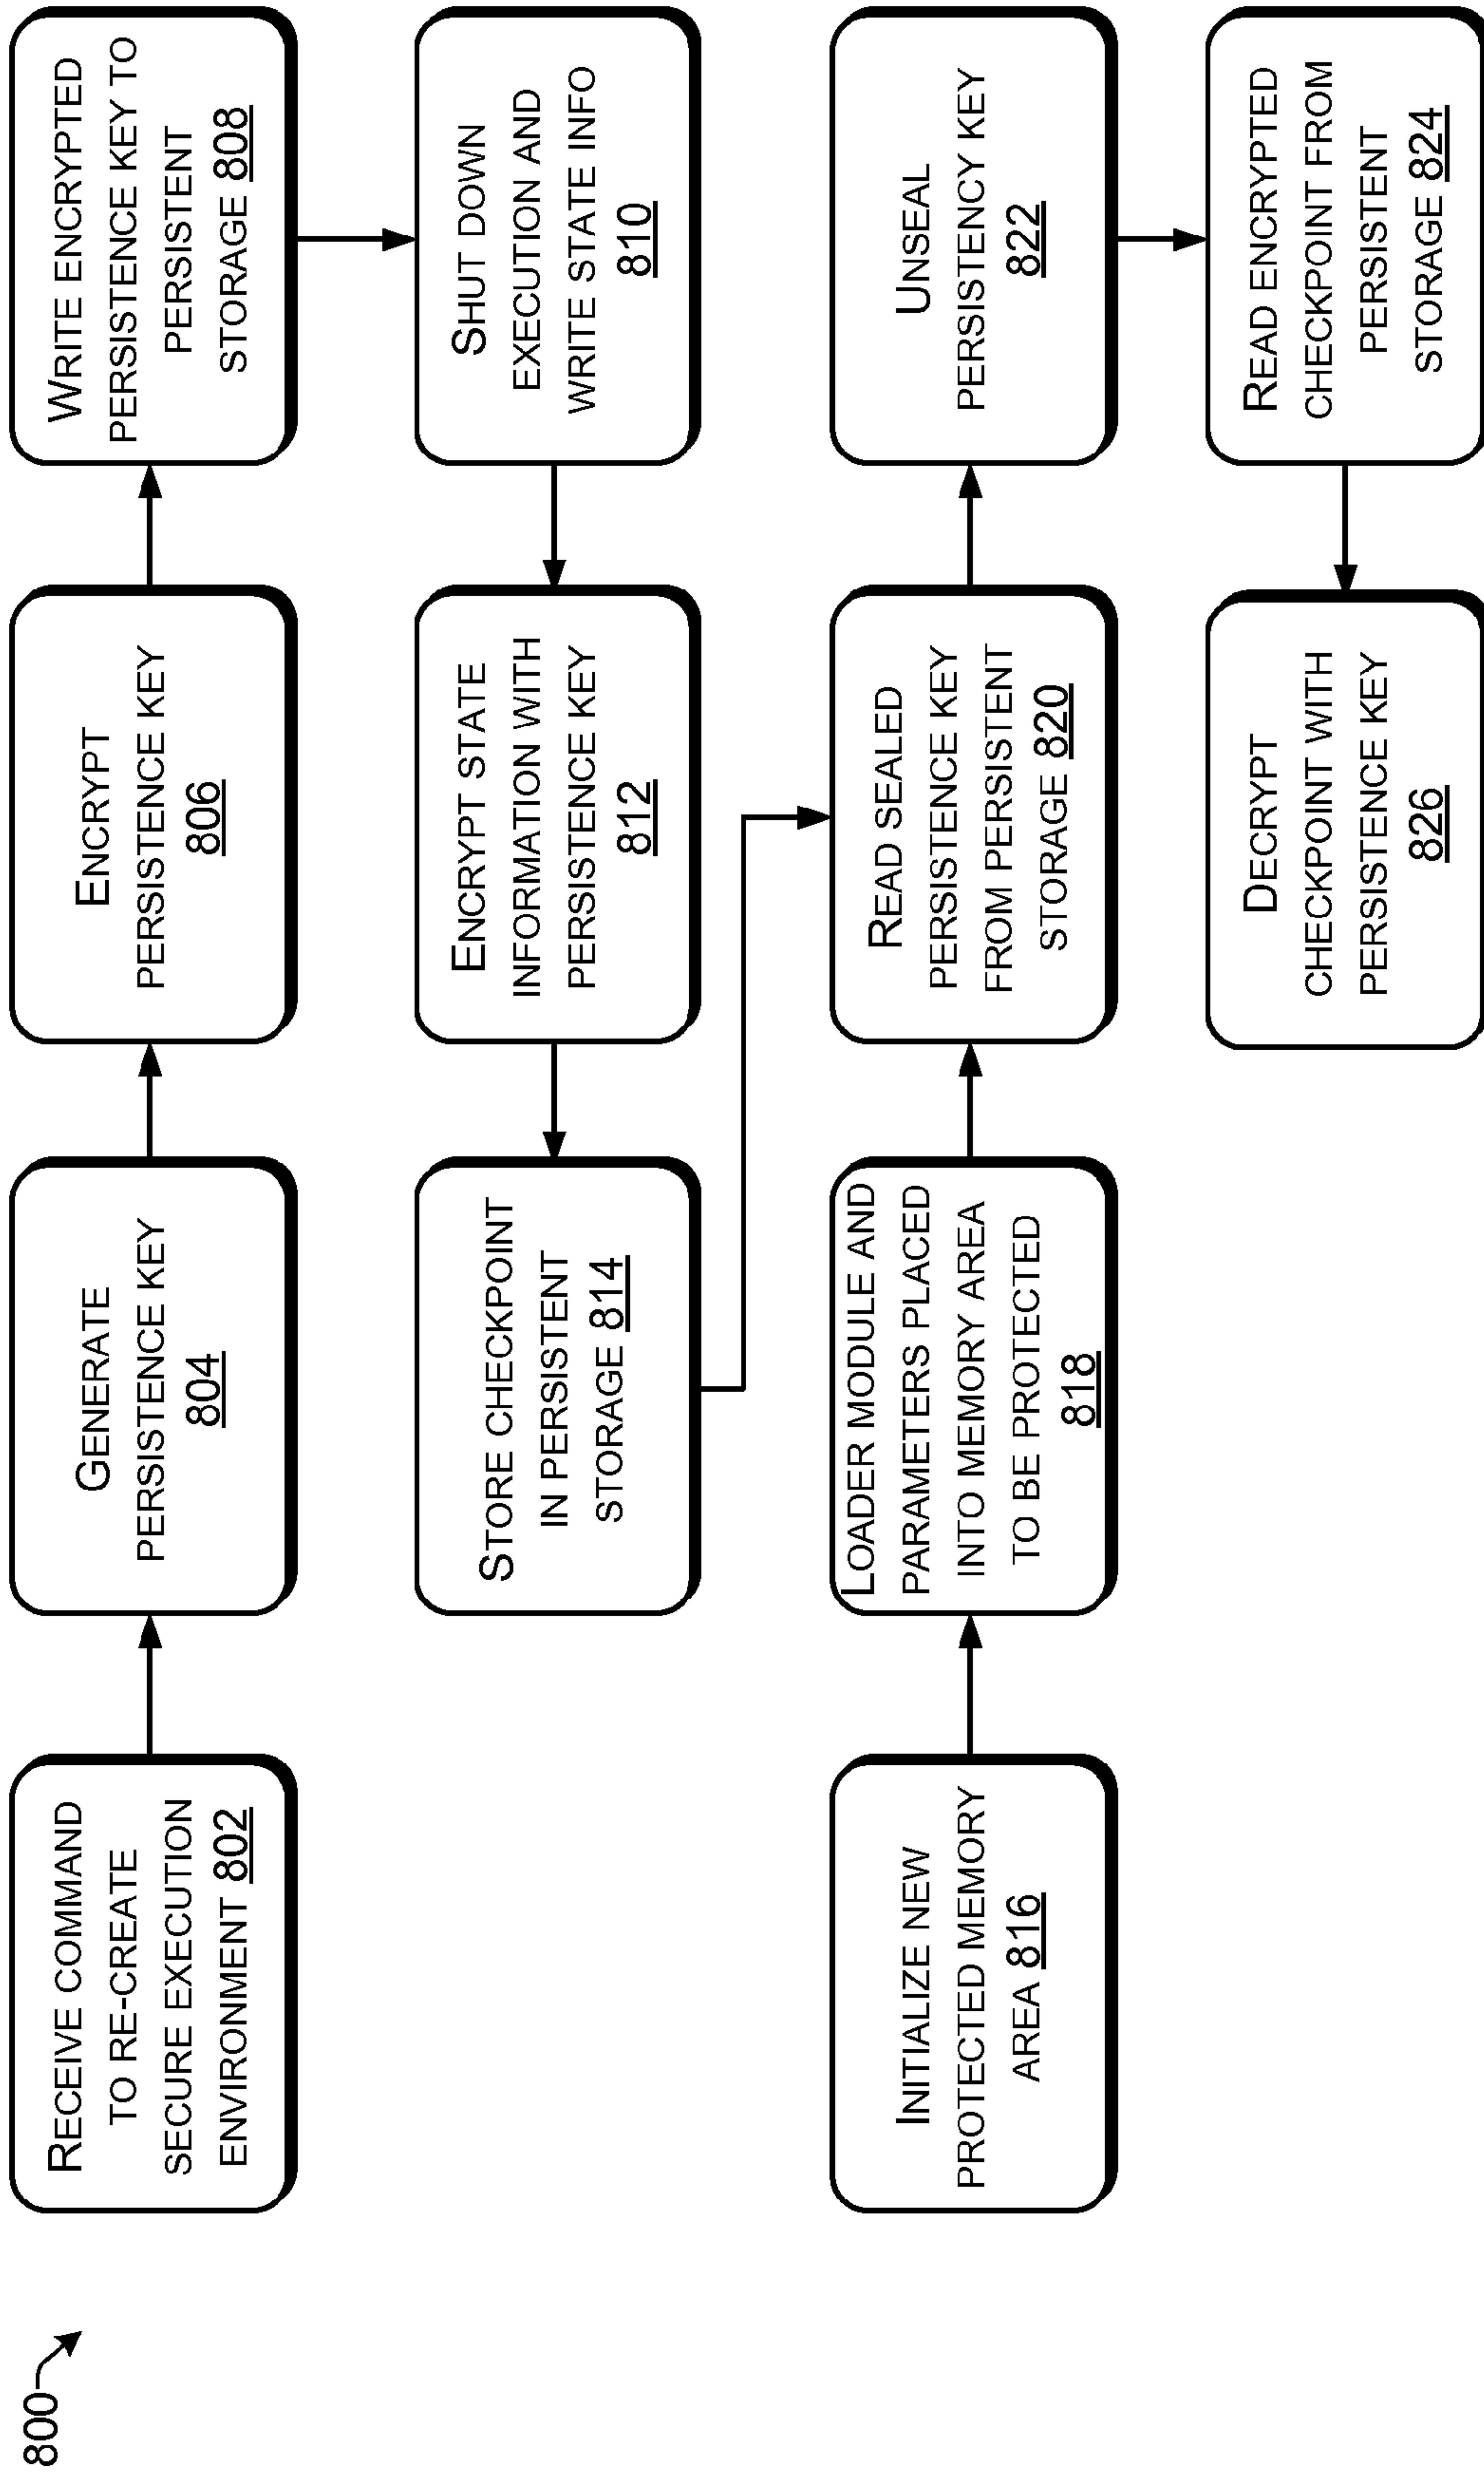 800
RECEIVE COMMAND
TO RE-CREATE
SECURE EXECUTION
ENVIRONMENT 802
GENERATE
PERSISTENCE KEY
804
ENCRYPT
PERSISTENCE KEY
806
WRITE ENCRYPTED
PERSISTENCE KEY TO
PERSISTENT
STORAGE 808
SHUT DOWN
EXECUTION AND
WRITE STATE INFO
810
ENCRYPT STATE
INFORMATION WITH
PERSISTENCE KEY
812
STORE CHECKPOINT
IN PERSISTENT
STORAGE 814
INITIALIZE NEW
PROTECTED MEMORY
AREA 816
LOADER MODULE AND
PARAMETERS PLACED
INTO MEMORY AREA
TO BE PROTECTED
818
READ SEALED
PERSISTENCE KEY
FROM PERSISTENT
STORAGE 820
UNSEAL
PERSISTENCY KEY
822
READ ENCRYPTED
CHECKPOINT FROM
PERSISTENT
STORAGE 824
DECRYPT
CHECKPOINT WITH
PERSISTENCE KEY
826